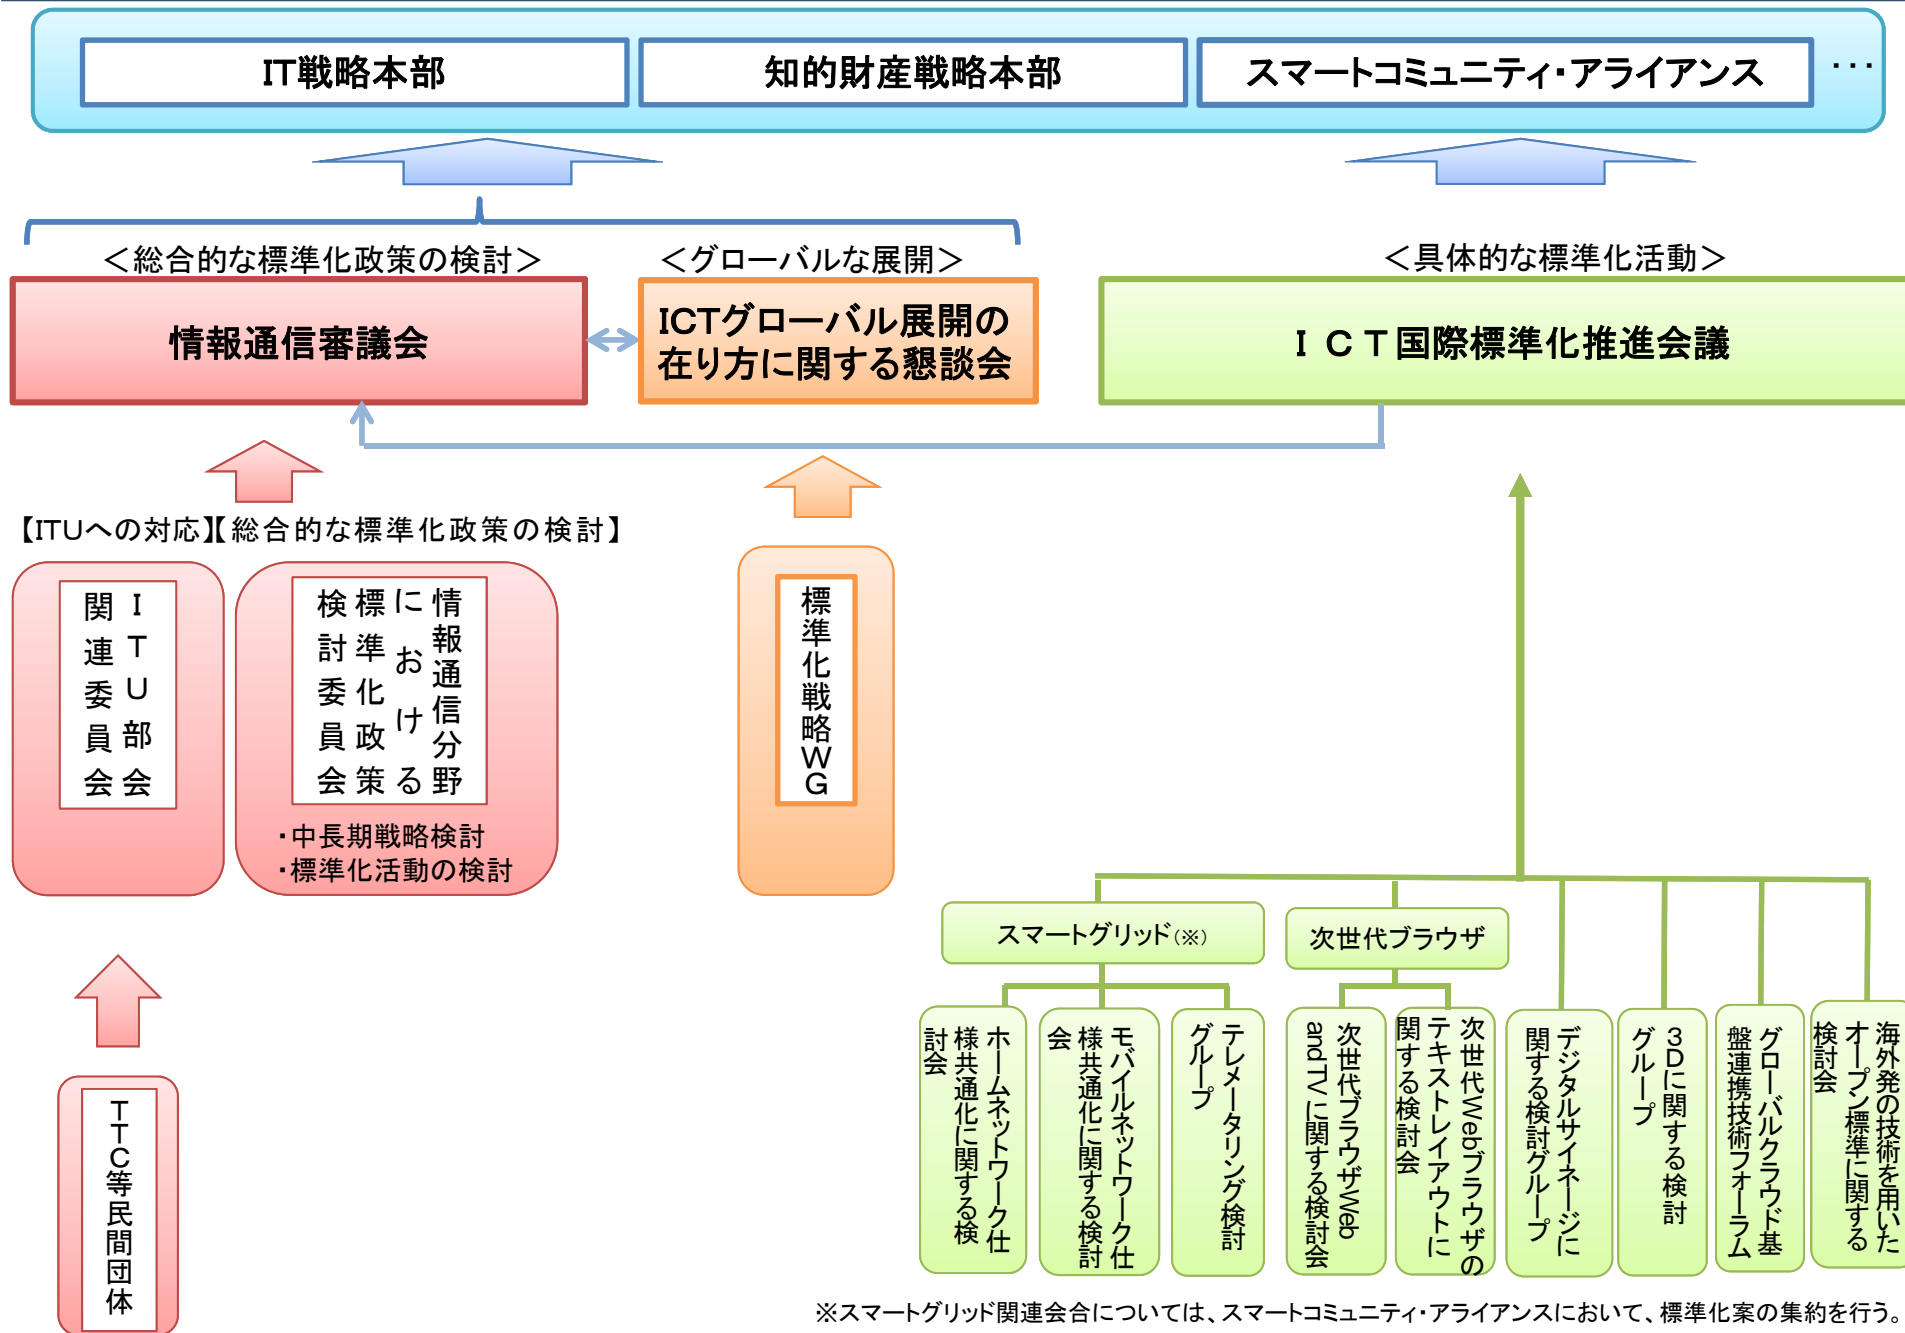 IT戦略本部
知的財産戦略本部
スマートコミュニティ・アライアンス
・・・
＜総合的な標準化政策の検討＞
＜グローバルな展開＞
＜具体的な標準化活動＞
情報通信審議会
ICTグローバル展開の
在り方に関する懇談会
ＩＣＴ国際標準化推進会議
【ITUへの対応】【総合的な標準化政策の検討】
ＩＴＵ部会
関連委員会
情報通信分野
における
標準化政策
検討委員会
・中長期戦略検討
・標準化活動の検討
標準化戦略ＷＧ
ＴＴＣ等民間団体
スマートグリッド（※）
次世代ブラウザ
ホームネットワーク仕
様共通化に関する検
討会
モバイルネットワーク仕
様共通化に関する検討
会
テレメータリング検討
グループ
次世代ブラウザWeb
and TV に関する検討会
次世代Webブラウザの
テキストレイアウトに
関する検討会
デジタルサイネージに
関する検討グループ
３Dに関する検討
グループ
グローバルクラウド基
盤連携技術フォーラム
海外発の技術を用いた
オープン標準に関する
検討会
※スマートグリッド関連会合については、スマートコミュニティ・アライアンスにおいて、標準化案の集約を行う。